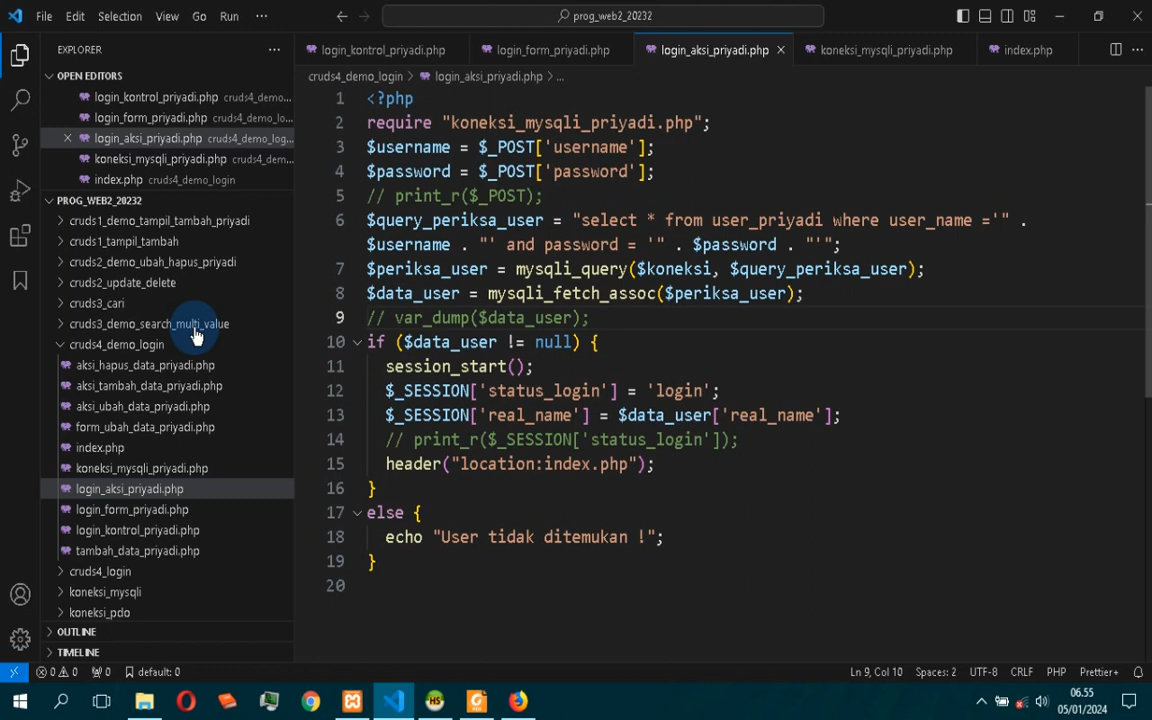 File Edit Selection View Go Run ··· prog_web2_20232
EXPLORER ···
OPEN EDITORS
login_kontrol_priyadi.php cruds4_demo...
login_form_priyadi.php cruds4_demo_lo...
login_aksi_priyadi.php cruds4_demo_log...
koneksi_mysqli_priyadi.php cruds4_demo...
index.php cruds4_demo_login
PROG_WEB2_20232
cruds1_demo_tampil_tambah_priyadi
cruds1_tampil_tambah
cruds2_demo_ubah_hapus_priyadi
cruds2_update_delete
cruds3_cari
cruds3_demo_search_multi_value
cruds4_demo_login
aksi_hapus_data_priyadi.php
aksi_tambah_data_priyadi.php
aksi_ubah_data_priyadi.php
form_ubah_data_priyadi.php
index.php
koneksi_mysqli_priyadi.php
login_aksi_priyadi.php
login_form_priyadi.php
login_kontrol_priyadi.php
tambah_data_priyadi.php
cruds4_login
koneksi_mysqli
koneksi_pdo
OUTLINE
TIMELINE
login_kontrol_priyadi.php login_form_priyadi.php login_aksi_priyadi.php koneksi_mysqli_priyadi.php index.php ···
cruds4_demo_login > login_aksi_priyadi.php > ...
1 <?php
2 require "koneksi_mysqli_priyadi.php";
3 $username = $_POST['username'];
4 $password = $_POST['password'];
5 // print_r($_POST);
6 $query_periksa_user = "select * from user_priyadi where user_name ='" .
$username . "' and password = '" . $password . "'";
7 $periksa_user = mysqli_query($koneksi, $query_periksa_user);
8 $data_user = mysqli_fetch_assoc($periksa_user);
9 // var_dump($data_user);
10 if ($data_user != null) {
11 session_start();
12 $_SESSION['status_login'] = 'login';
13 $_SESSION['real_name'] = $data_user['real_name'];
14 // print_r($_SESSION['status_login']);
15 header("location:index.php");
16 }
17 else {
18 echo "User tidak ditemukan !";
19 }
20
0 0 0 default: 0 Ln 9, Col 10 Spaces: 2 UTF-8 CRLF PHP Prettier+
06.55
05/01/2024